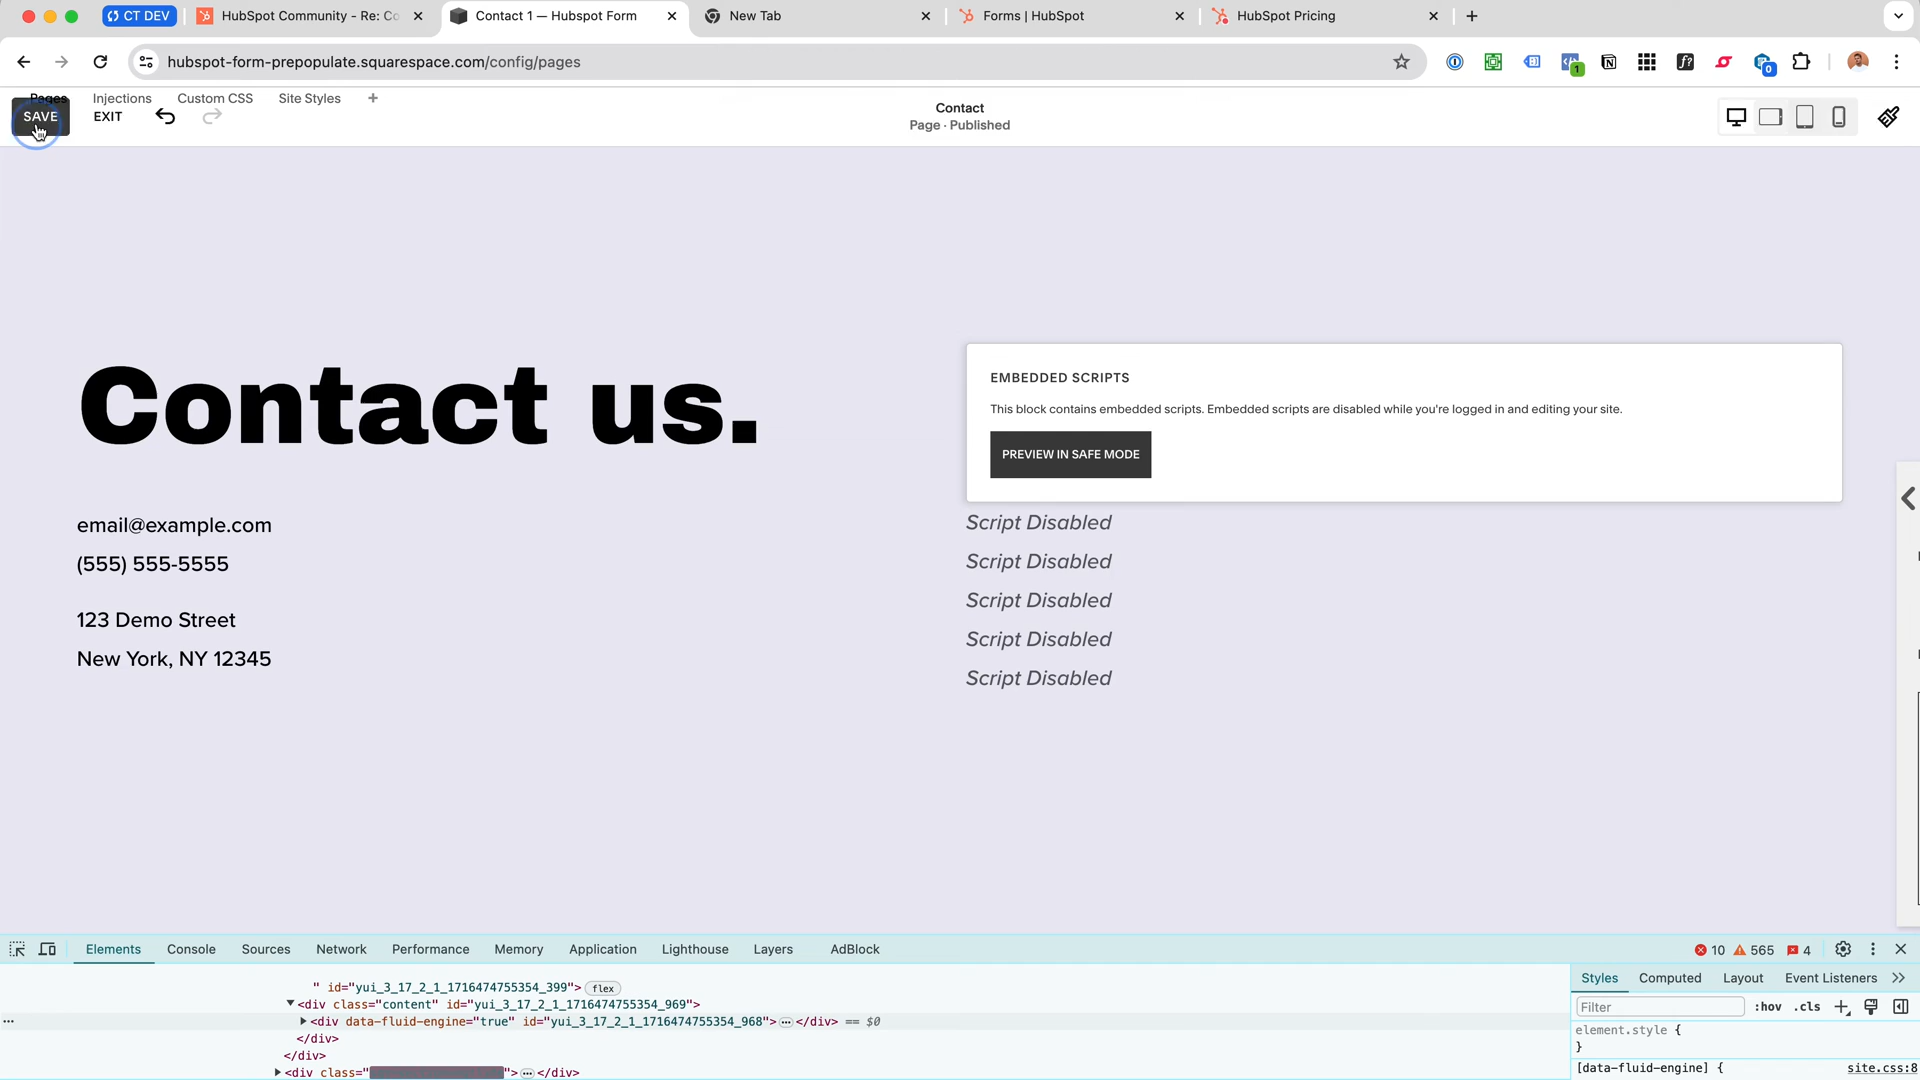 CT DEV
HubSpot Community - Re: Co
Contact 1 — Hubspot Form
New Tab
Forms | HubSpot
HubSpot Pricing
hubspot-form-prepopulate.squarespace.com/config/pages
1
0
Pages
Injections
Custom CSS
Site Styles
SAVE
EXIT
Contact
Page · Published
Contact us.
email@example.com
(555) 555-5555
123 Demo Street
New York, NY 12345
EMBEDDED SCRIPTS
This block contains embedded scripts. Embedded scripts are disabled while you're logged in and editing your site.
PREVIEW IN SAFE MODE
Script Disabled
Script Disabled
Script Disabled
Script Disabled
Script Disabled
Elements
Console
Sources
Network
Performance
Memory
Application
Lighthouse
Layers
AdBlock
10
565
4
" id="yui_3_17_2_1_1716474755354_399"> flex
<div class="content" id="yui_3_17_2_1_1716474755354_969">
<div data-fluid-engine="true" id="yui_3_17_2_1_1716474755354_968"> … </div> == $0
</div>
</div>
<div class=" "> … </div>
Styles
Computed
Layout
Event Listeners
Filter
:hov
.cls
element.style {
}
[data-fluid-engine] {
site.css:8